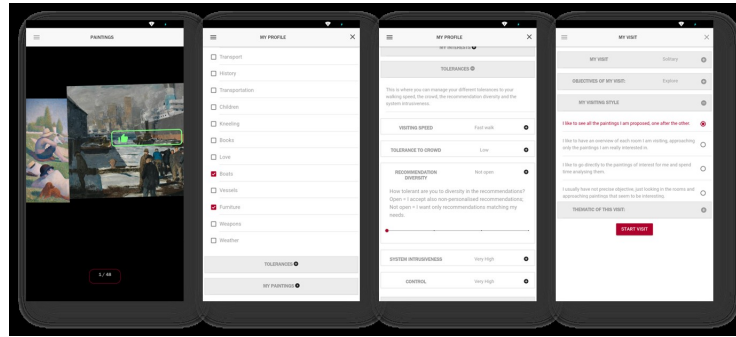 PAINTINGS
1 / 48
MY PROFILE
Transport
History
Transportation
Children
Kneeling
Books
Love
Boats
Vessels
Furniture
Weapons
Weather
TOLERANCES
MY PAINTINGS
MY PROFILE
MY INTERESTS
TOLERANCES
This is where you can manage your different tolerances to your
walking speed, the crowd, the recommendation diversity and the
system intrusiveness.
VISITING SPEED Fast-walk
TOLERANCE TO CROWD Low
RECOMMENDATION Not open
DIVERSITY
How tolerant are you to diversity in the recommendations?
Open = I accept also non-personalised recommendations;
Not open = I want only recommendations matching my
needs.
SYSTEM INTRUSIVENESS Very High
CONTROL Very High
MY VISIT
MY VISIT Solitary
OBJECTIVES OF MY VISIT: Explore
MY VISITING STYLE
I like to see all the paintings I am proposed, one after the other.
I like to have an overview of each room I am visiting, approaching
only the paintings I am really interested in.
I like to go directly to the paintings of interest for me and spend
time analysing them.
I usually have not precise objective, just looking in the rooms and
approaching paintings that seem to be interesting.
THEMATIC OF THIS VISIT:
START VISIT